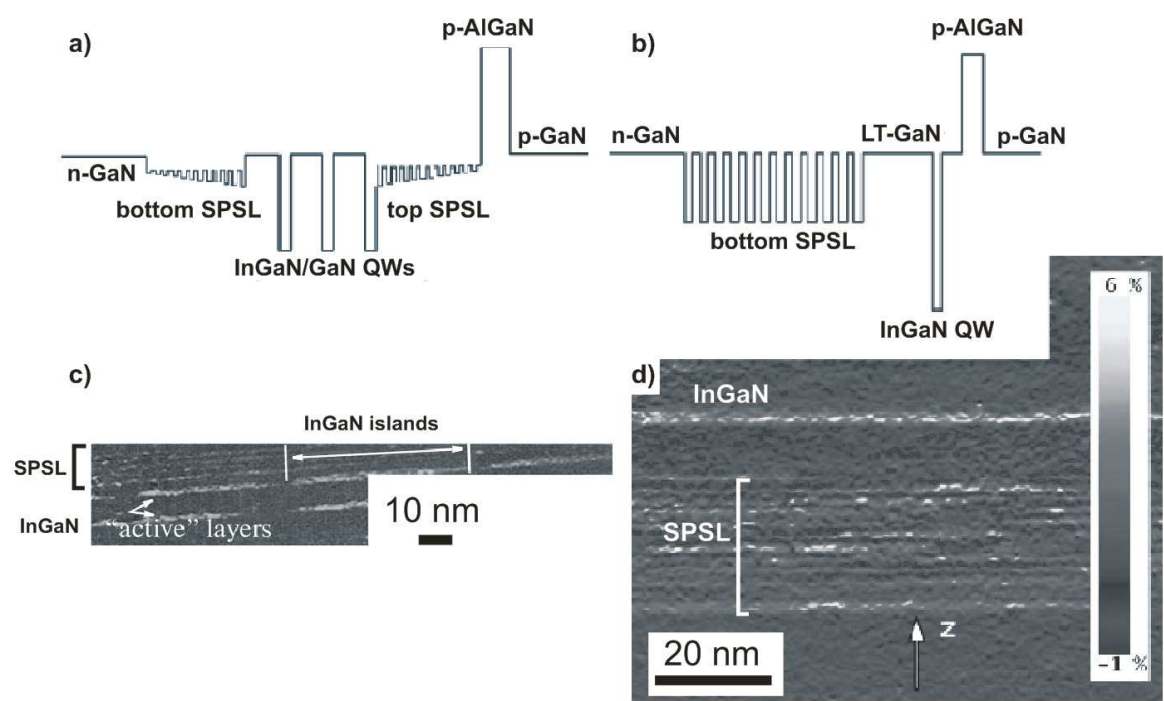 a)
p-AlGaN
n-GaN
p-GaN
bottom SPSL
top SPSL
InGaN/GaN QWs
b)
p-AlGaN
n-GaN
LT-GaN
p-GaN
bottom SPSL
InGaN QW
c)
InGaN islands
SPSL
InGaN
"active" layers
10 nm
d)
InGaN
SPSL
z
20 nm
6 %
-1 %